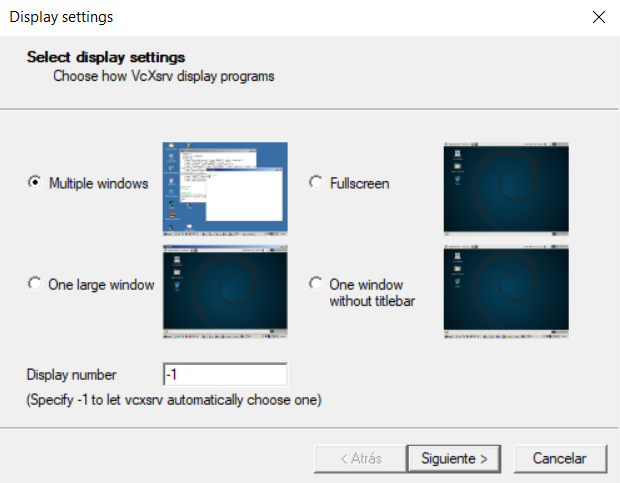 Display settings
Select display settings
Choose how VcXsrv display programs
Multiple windows
Fullscreen
One large window
One window
without titlebar
Display number
-1
(Specify -1 to let vcxsrv automatically choose one)
< Atrás
Siguiente >
Cancelar